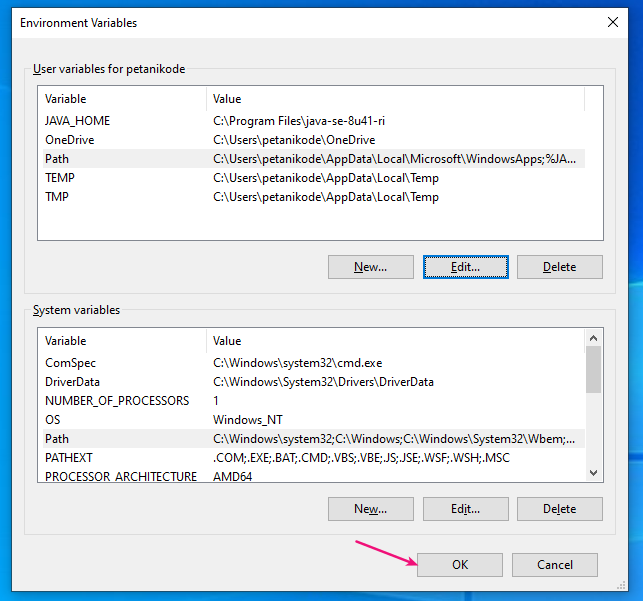 Environment Variables
User variables for petanikode
Variable Value
JAVA_HOME C:\Program Files\java-se-8u41-ri
OneDrive C:\Users\petanikode\OneDrive
Path C:\Users\petanikode\AppData\Local\Microsoft\WindowsApps;%JA...
TEMP C:\Users\petanikode\AppData\Local\Temp
TMP C:\Users\petanikode\AppData\Local\Temp
New... Edit... Delete
System variables
Variable Value
ComSpec C:\Windows\system32\cmd.exe
DriverData C:\Windows\System32\Drivers\DriverData
NUMBER_OF_PROCESSORS 1
OS Windows_NT
Path C:\Windows\system32;C:\Windows;C:\Windows\System32\Wbem;...
PATHEXT .COM;.EXE;.BAT;.CMD;.VBS;.VBE;.JS;.JSE;.WSF;.WSH;.MSC
PROCESSOR_ARCHITECTURE AMD64
New... Edit... Delete
OK Cancel